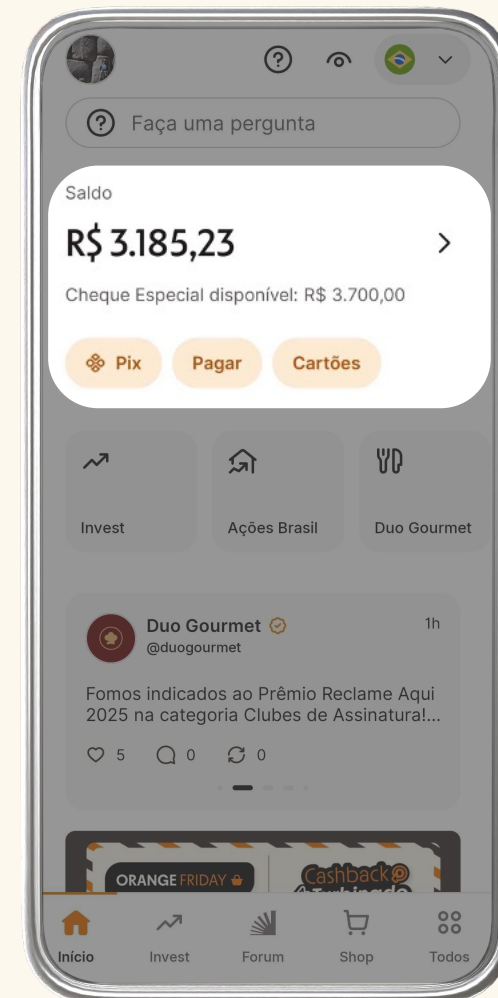 Faça uma pergunta
Saldo
R$ 3.185,23
Cheque Especial disponível: R$ 3.700,00
Pix Pagar Cartões
Invest Ações Brasil Duo Gourmet
Duo Gourmet 1h
@duogourmet
Fomos indicados ao Prêmio Reclame Aqui
2025 na categoria Clubes de Assinatura!...
5 0 0
ORANGE FRIDAY Cashback
Turbinado
Início Invest Forum Shop Todos